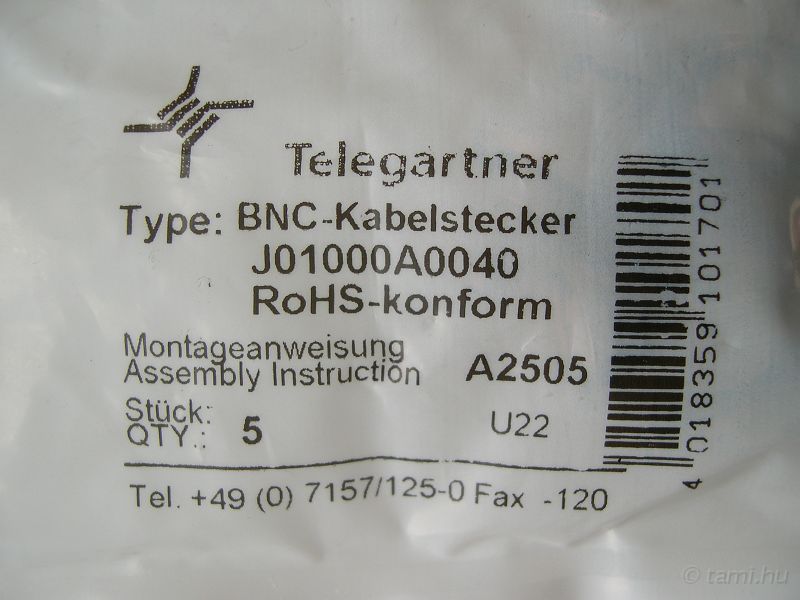 Telegärtner
Type: BNC-Kabelstecker
J01000A0040
RoHS-konform
Montageanweisung
Assembly Instruction A2505
Stück:
QTY.: 5 U22
Tel. +49 (0) 7157/125-0 Fax -120
4 018359 101701
© tami.hu